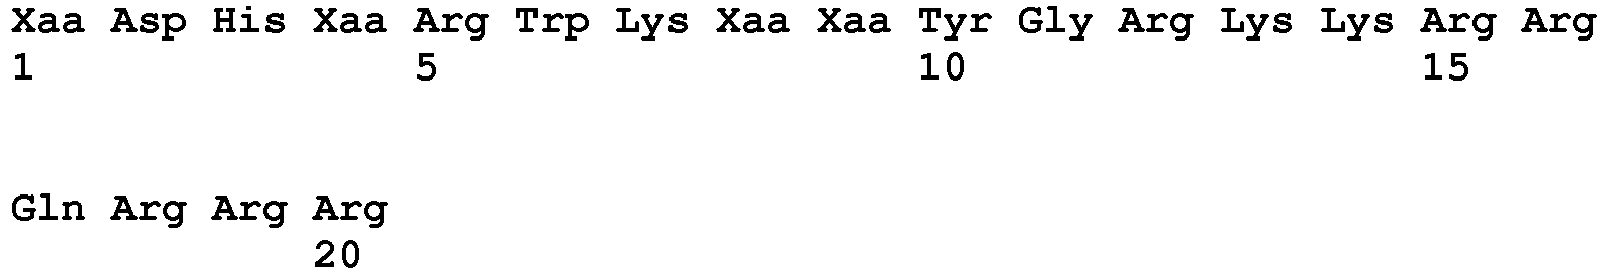 Xaa Asp His Xaa Arg Trp Lys Xaa Xaa Tyr Gly Arg Lys Lys Arg Arg
1 5 10 15
Gln Arg Arg Arg
20